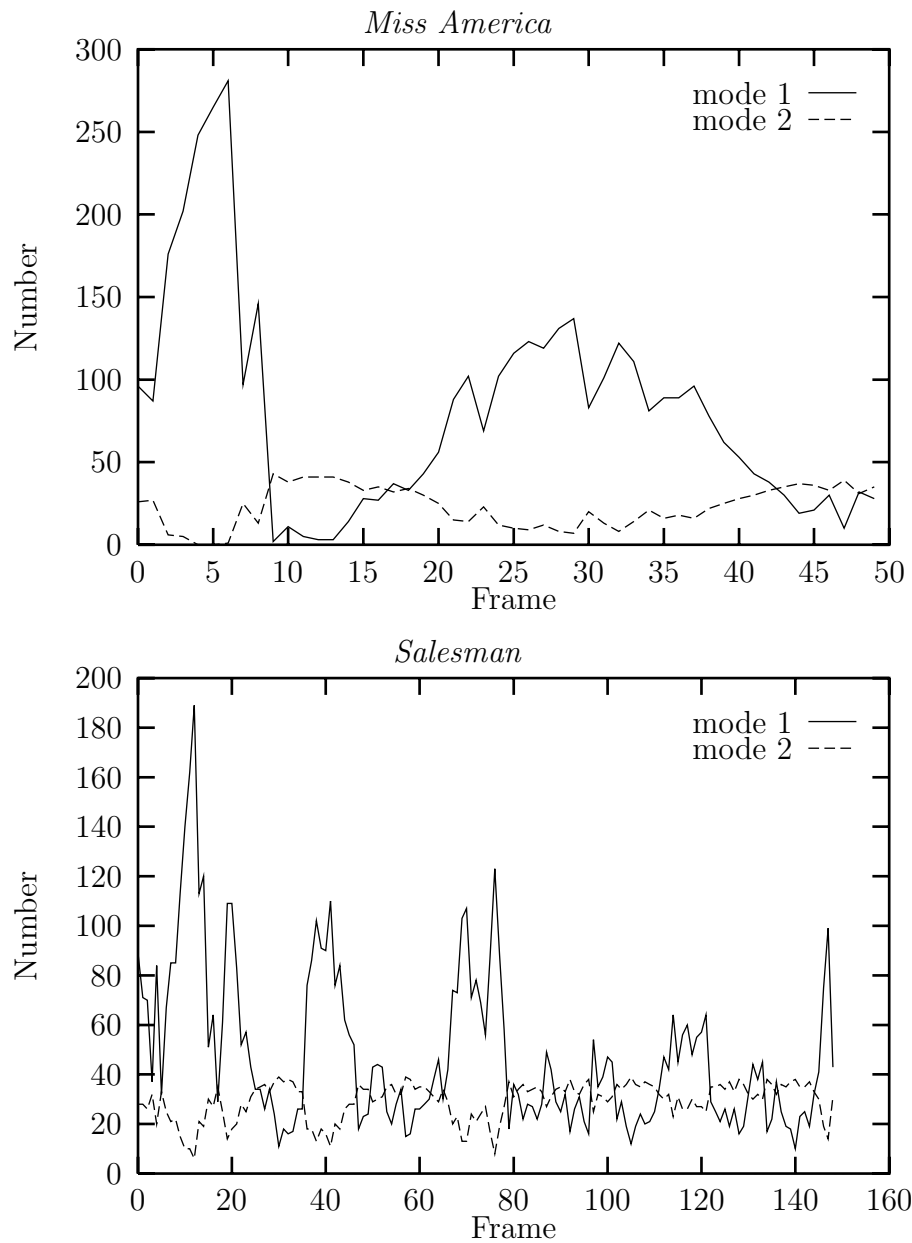 Miss America
300
250
200
150
100
50
0
Number
mode 1
mode 2
0 5 10 15 20 25 30 35 40 45 50
Frame
Salesman
200
180
160
140
120
100
80
60
40
20
0
Number
mode 1
mode 2
0 20 40 60 80 100 120 140 160
Frame